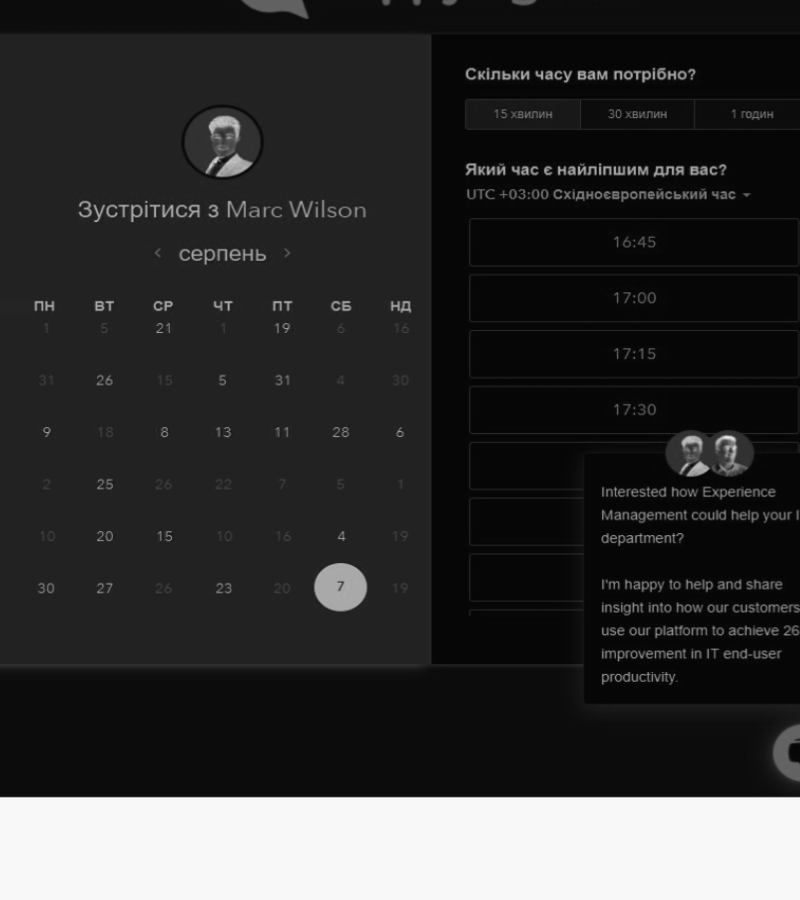 Зустрітися з Marc Wilson
серпень
ПН ВТ СР ЧТ ПТ СБ НД
1 5 21 1 19 6 16
31 26 15 5 31 4 30
9 18 8 13 11 28 6
2 25 26 22 7 5 1
10 20 15 10 16 4 19
30 27 26 23 20 7 19
Скільки часу вам потрібно?
15 хвилин 30 хвилин 1 годин
Який час є найліпшим для вас?
UTC +03:00 Східноєвропейський час
16:45
17:00
17:15
17:30
Interested how Experience
Management could help your
department?
I'm happy to help and share
insight into how our customers
use our platform to achieve 26
improvement in IT end-user
productivity.